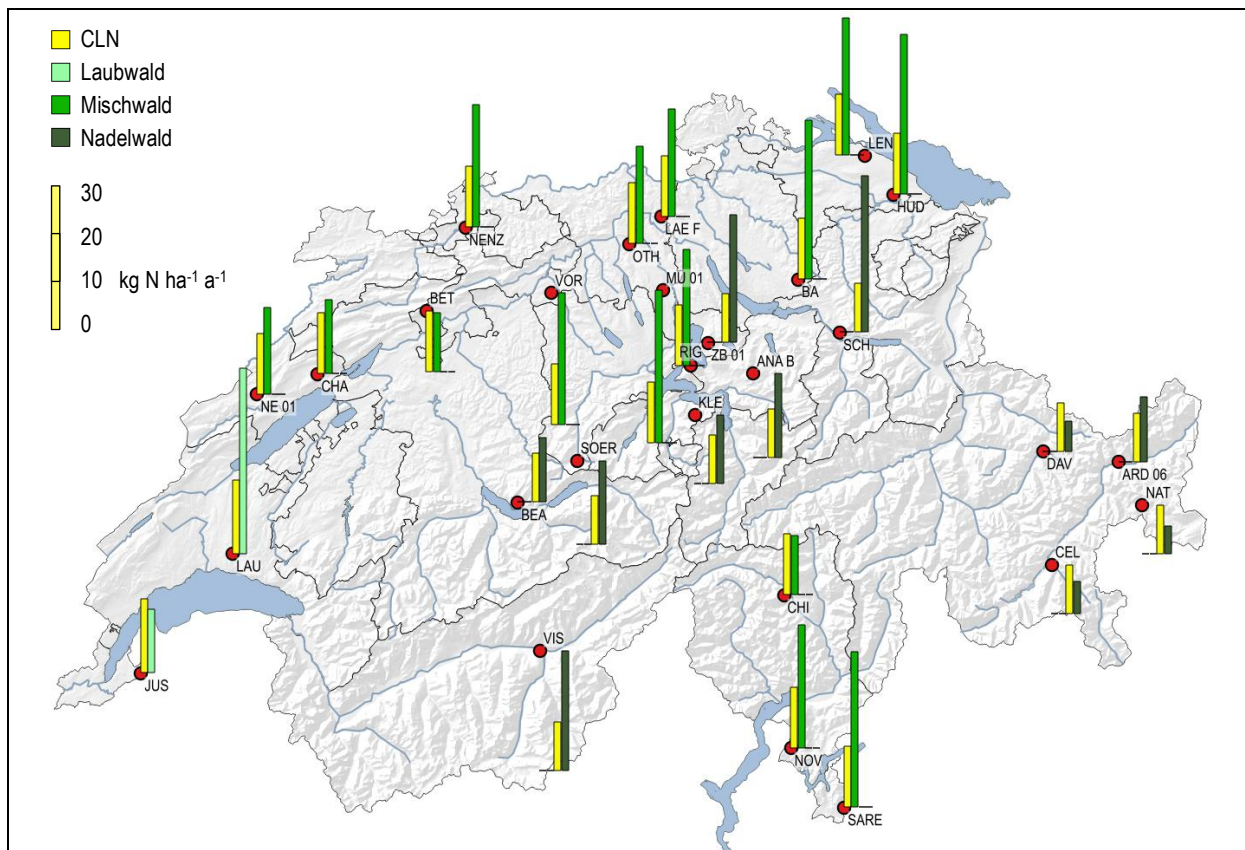 CLN
Laubwald
Mischwald
Nadelwald
30
20
10 kg N ha⁻¹ a⁻¹
0
LEN
HUD
NENZ
LAE F
OTH
BA
VOR
MU 01
BET
SCH
RIG
ZB 01
ANA B
CHA
NE 01
KLE
SOER
DAV
ARD 06
BEA
NAT
LAU
CEL
CHI
VIS
JUS
NOV
SARE